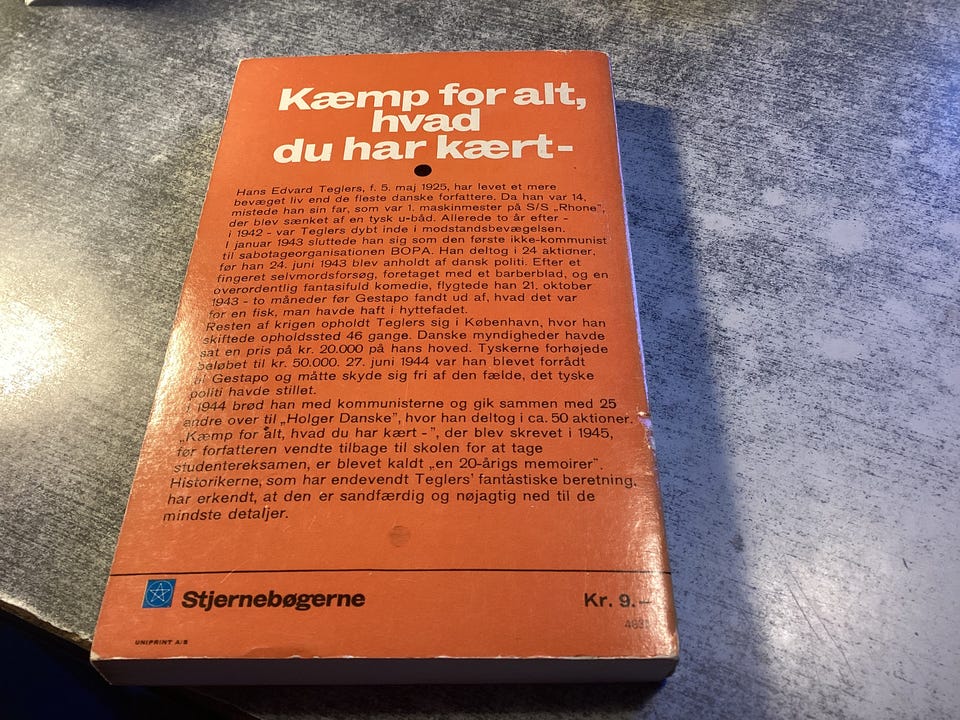 Kæmp for alt,
hvad
du har kært-
Hans Edvard Teglers, f. 5. maj 1925, har levet et mere
bevæget liv end de fleste danske forfattere. Da han var 14,
mistede han sin far, som var 1. maskinmester på S/S „Rhone",
der blev sænket af en tysk u-båd. Allerede to år efter -
i 1942 - var Teglers dybt inde i modstandsbevægelsen.
I januar 1943 sluttede han sig som den første ikke-kommunist
til sabotageorganisationen BOPA. Han deltog i 24 aktioner,
før han 24. juni 1943 blev anholdt af dansk politi. Efter et
fingeret selvmordsforsøg, foretaget med et barberblad, og en
overordentlig fantasifuld komedie, flygtede han 21. oktober
1943 - to måneder før Gestapo fandt ud af, hvad det var
for en fisk, man havde haft i hyttefadet.
Resten af krigen opholdt Teglers sig i København, hvor han
skiftede opholdssted 46 gange. Danske myndigheder havde
sat en pris på kr. 20.000 på hans hoved. Tyskerne forhøjede
beløbet til kr. 50.000. 27. juni 1944 var han blevet forrådt
til Gestapo og måtte skyde sig fri af den fælde, det tyske
politi havde stillet.
I 1944 brød han med kommunisterne og gik sammen med 25
andre over til „Holger Danske", hvor han deltog i ca. 50 aktioner.
„Kæmp for alt, hvad du har kært - ", der blev skrevet i 1945,
før forfatteren vendte tilbage til skolen for at tage
studentereksamen, er blevet kaldt „en 20-årigs memoirer".
Historikerne, som har endevendt Teglers' fantastiske beretning,
har erkendt, at den er sandfærdig og nøjagtig ned til de
mindste detaljer.
Stjernebøgerne
Kr. 9.-
UNIPRINT A/S